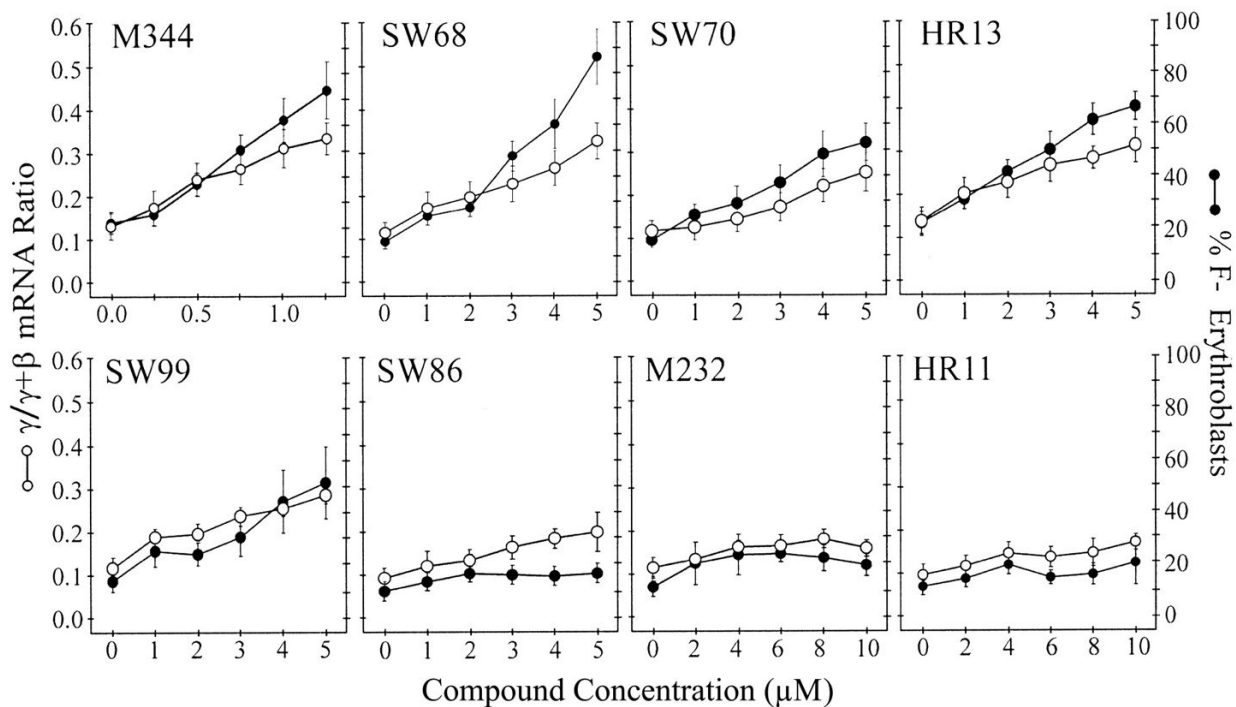 M344
SW68
SW70
HR13
0.6
0.5
0.4
0.3
0.2
0.1
0.0
100
80
60
40
20
0
0.0 0.5 1.0
0 1 2 3 4 5
0 1 2 3 4 5
0 1 2 3 4 5
SW99
SW86
M232
HR11
0.6
0.5
0.4
0.3
0.2
0.1
0.0
100
80
60
40
20
0
0 1 2 3 4 5
0 1 2 3 4 5
0 2 4 6 8 10
0 2 4 6 8 10
γ/γ+β mRNA Ratio
% F- Erythroblasts
Compound Concentration (µM)